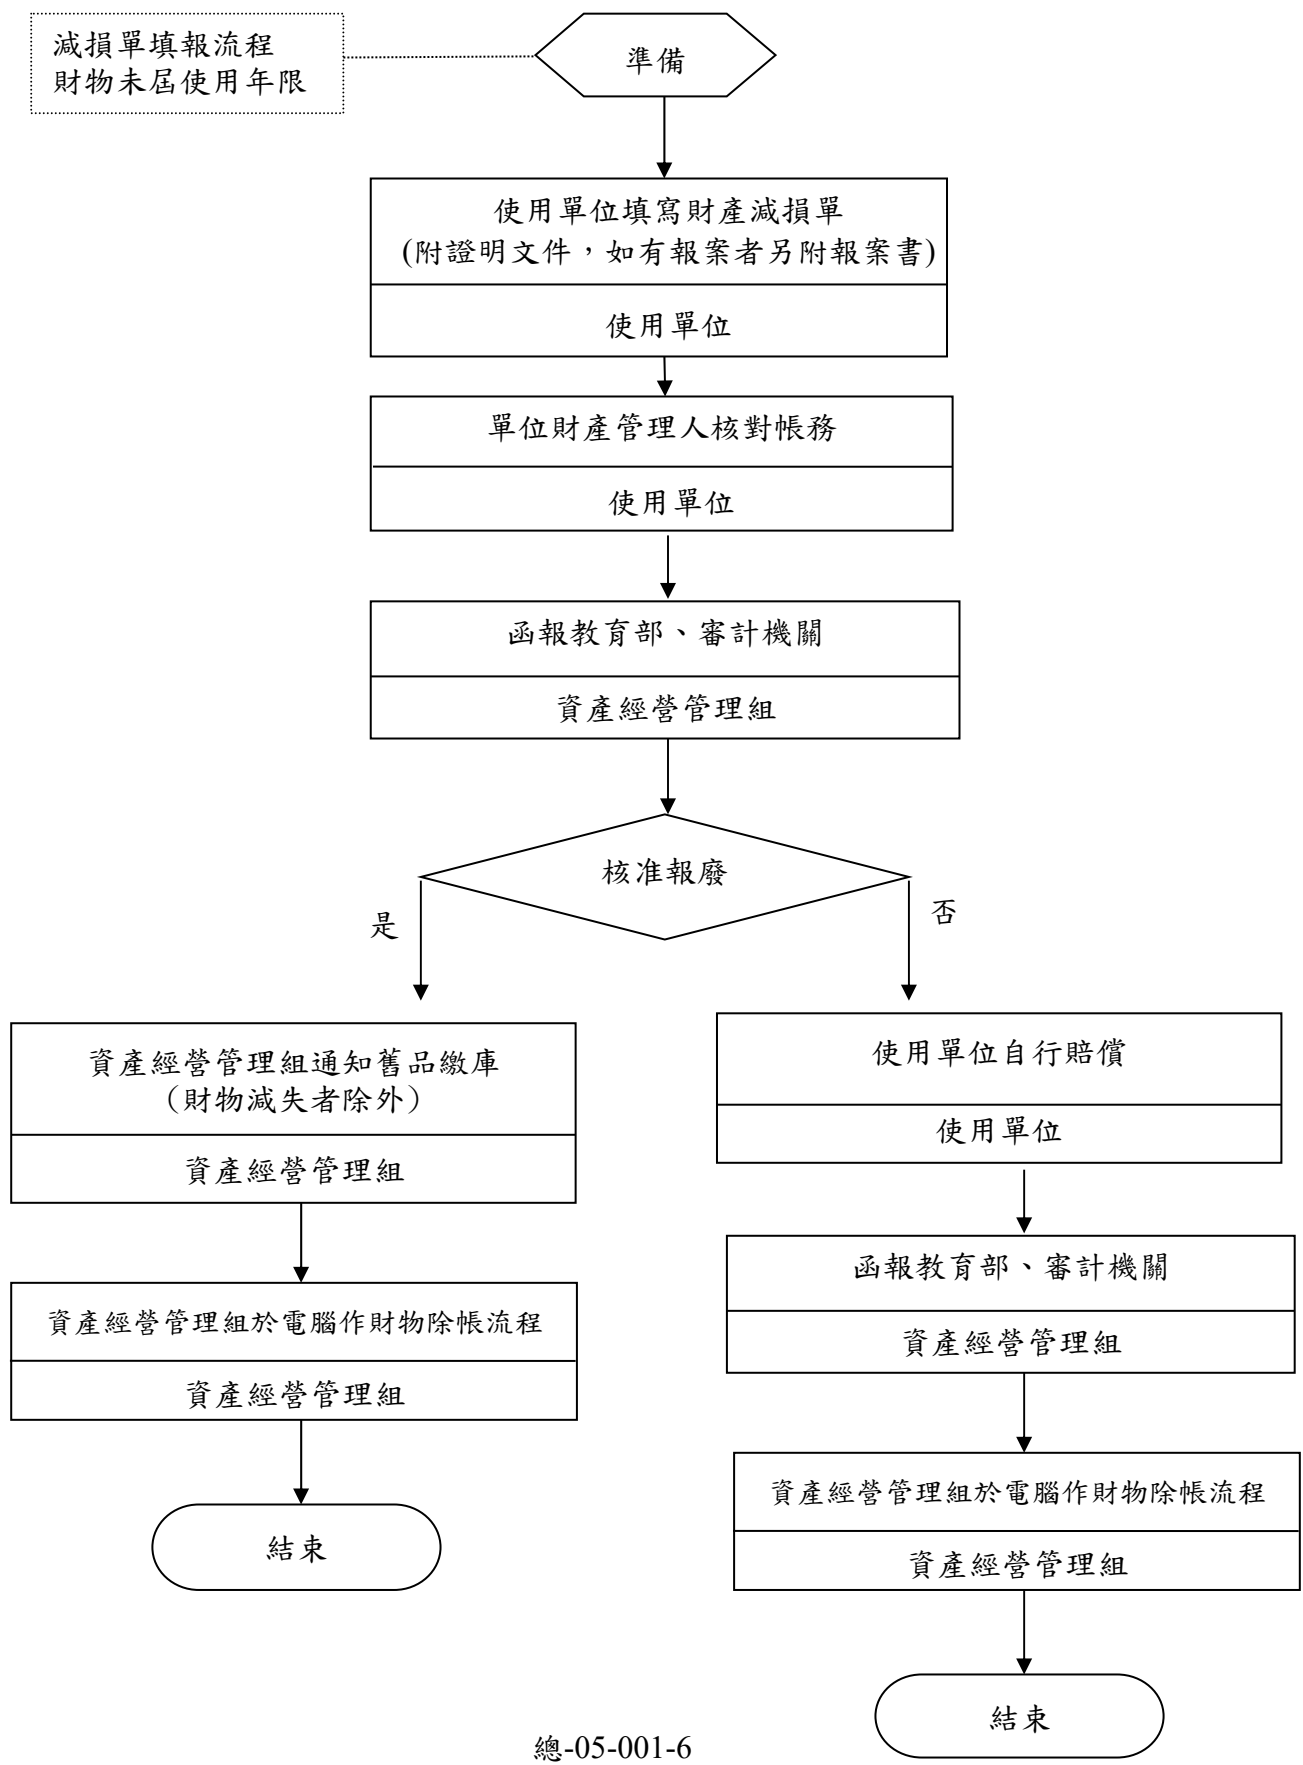 減損單填報流程
財物未屆使用年限
準備
使用單位填寫財產減損單
(附證明文件，如有報案者另附報案書)
使用單位
單位財產管理人核對帳務
使用單位
函報教育部、審計機關
資產經營管理組
核准報廢
是
否
資產經營管理組通知舊品繳庫
（財物減失者除外）
資產經營管理組
資產經營管理組於電腦作財物除帳流程
資產經營管理組
結束
使用單位自行賠償
使用單位
函報教育部、審計機關
資產經營管理組
資產經營管理組於電腦作財物除帳流程
資產經營管理組
結束
總-05-001-6